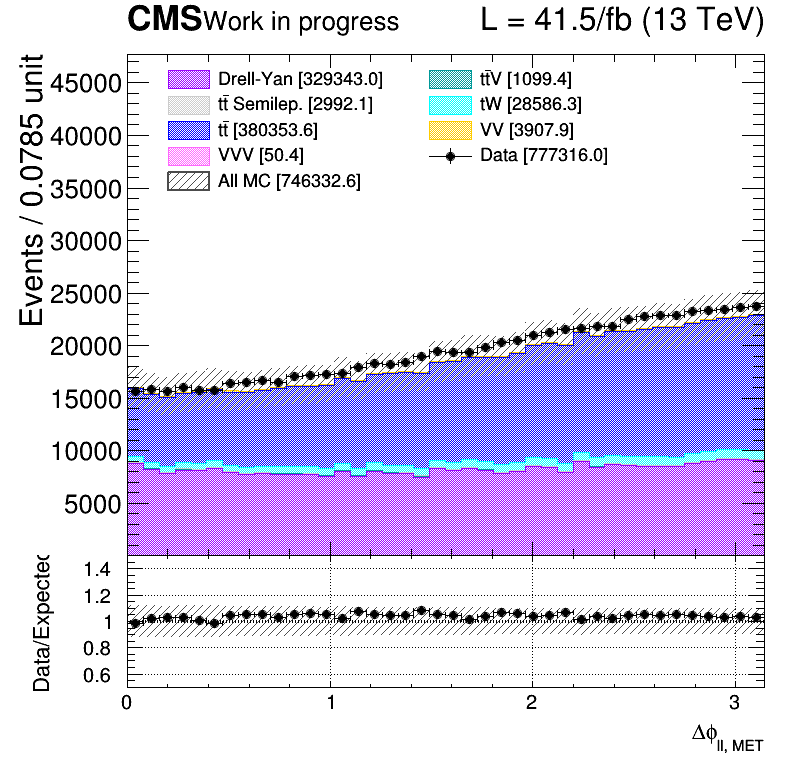 CMS Work in progress L = 41.5/fb (13 TeV)
Events / 0.0785 unit
45000
40000
35000
30000
25000
20000
15000
10000
5000
Drell-Yan [329343.0]
tt̄ Semilep. [2992.1]
tt̄ [380353.6]
VVV [50.4]
All MC [746332.6]
tt̄V [1099.4]
tW [28586.3]
VV [3907.9]
Data [777316.0]
Data/Expected
1.4
1.2
1
0.8
0.6
0 1 2 3
Δϕ_ll, MET